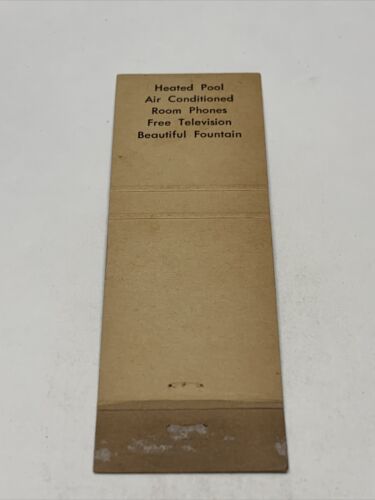 Heated Pool
Air Conditioned
Room Phones
Free Television
Beautiful Fountain